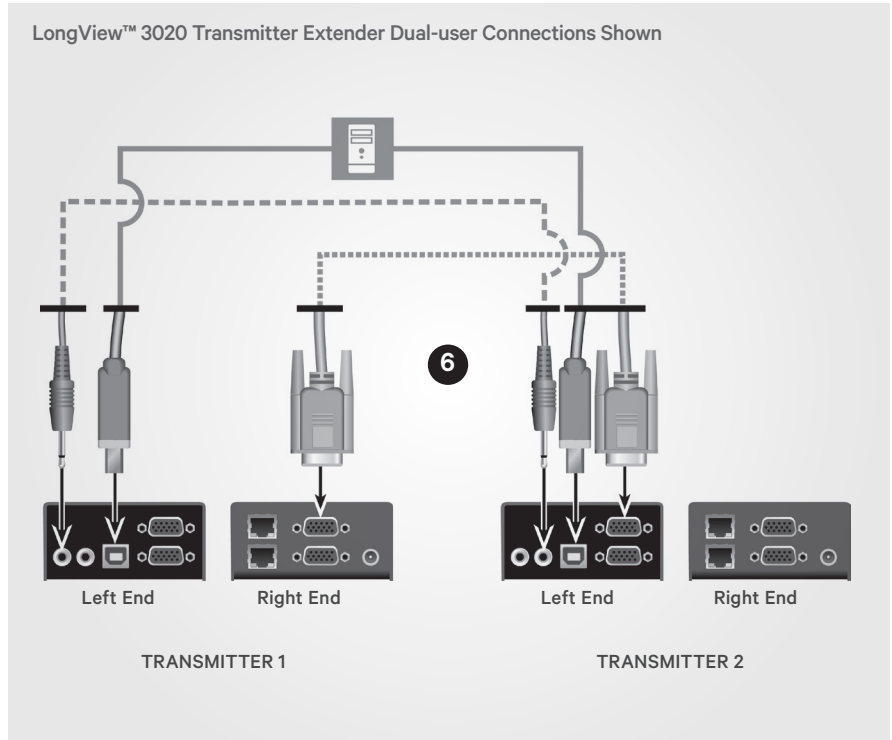 LongView™ 3020 Transmitter Extender Dual-user Connections Shown
6
Left End
Right End
Left End
Right End
TRANSMITTER 1
TRANSMITTER 2